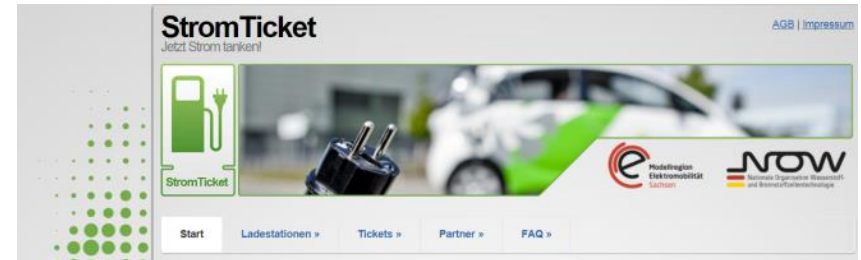 StromTicket
AGB | Impressum
Jetzt Strom tanken!
StromTicket
Modellregion
Elektromobilität
Sachsen
NOW
Nationale Organisation Wasserstoff-
und Brennstoffzellentechnologie
Start Ladestationen » Tickets » Partner » FAQ »